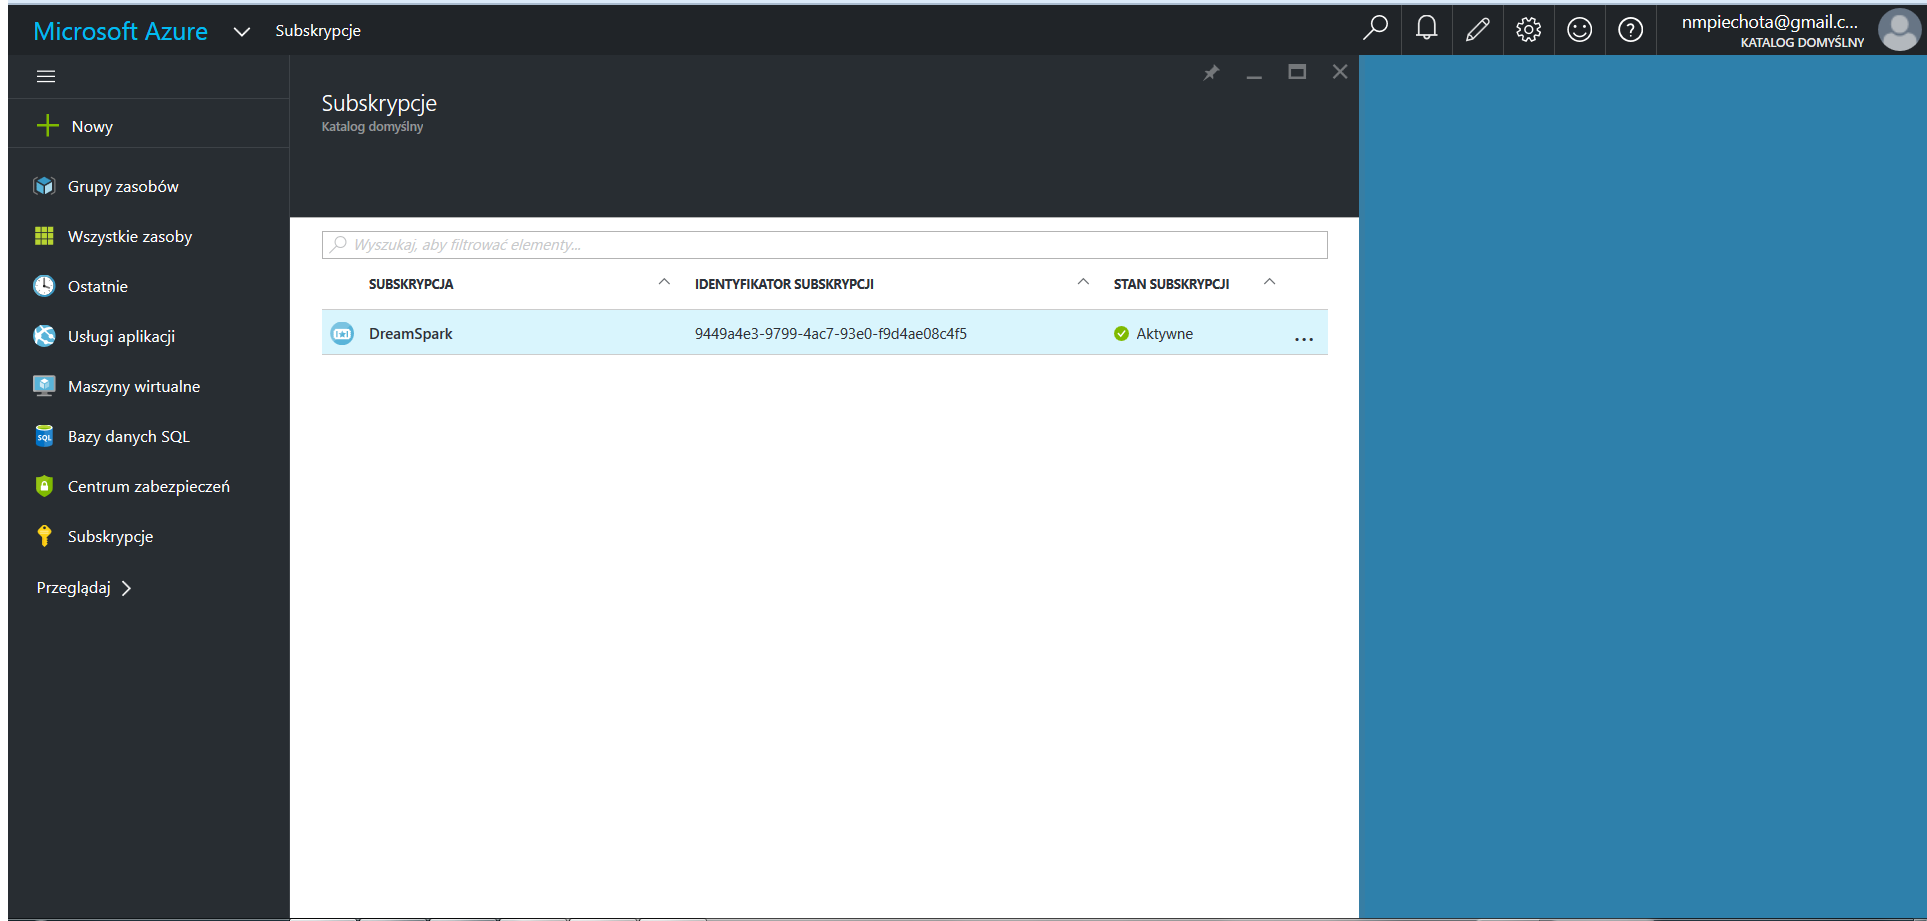 Microsoft Azure Subskrypcje nmpiechota@gmail.c...
KATALOG DOMYŚLNY
Nowy
Grupy zasobów
Wszystkie zasoby
Ostatnie
Usługi aplikacji
Maszyny wirtualne
Bazy danych SQL
Centrum zabezpieczeń
Subskrypcje
Przeglądaj
Subskrypcje
Katalog domyślny
Wyszukaj, aby filtrować elementy...
SUBSKRYPCJA IDENTYFIKATOR SUBSKRYPCJI STAN SUBSKRYPCJI
DreamSpark 9449a4e3-9799-4ac7-93e0-f9d4ae08c4f5 Aktywne ...